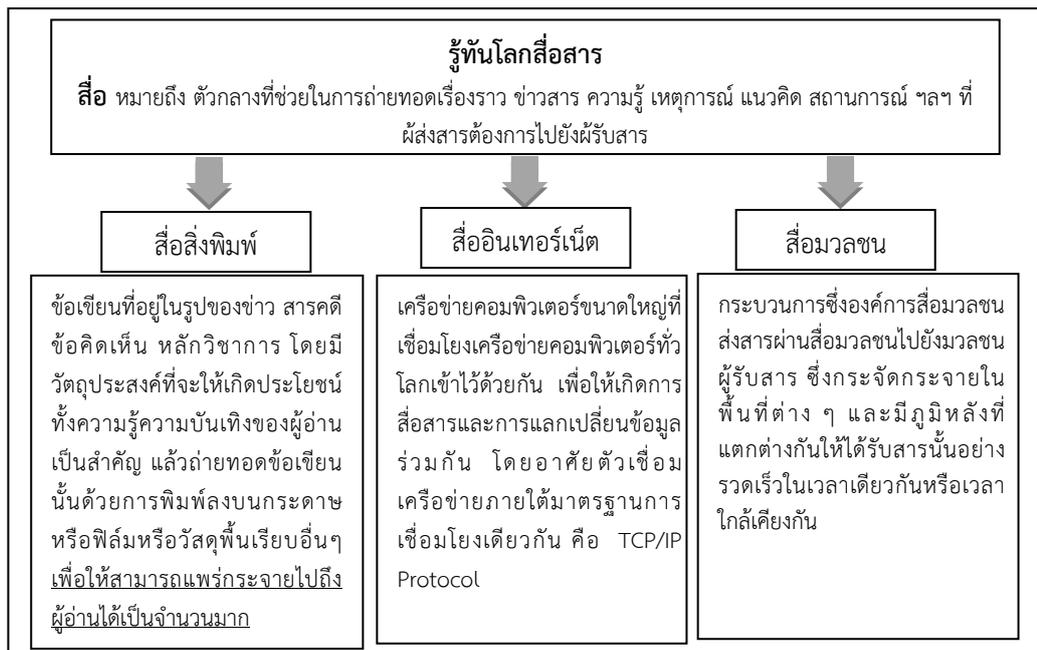 รู้ทันโลกสื่อสาร
สื่อ หมายถึง ตัวกลางที่ช่วยในการถ่ายทอดเรื่องราว ข่าวสาร ความรู้ เหตุการณ์ แนวคิด สถานการณ์ ฯลฯ ที่
ผู้ส่งสารต้องการไปยังผู้รับสาร
สื่อสิ่งพิมพ์
ข้อเขียนที่อยู่ในรูปของข่าว สารคดี
ข้อคิดเห็น หลักวิชาการ โดยมี
วัตถุประสงค์ที่จะให้เกิดประโยชน์
ทั้งความรู้ความบันเทิงของผู้อ่าน
เป็นสำคัญ แล้วถ่ายทอดข้อเขียน
นั้นด้วยการพิมพ์ลงบนกระดาษ
หรือฟิล์มหรือวัสดุพื้นเรียบอื่นๆ
เพื่อให้สามารถแพร่กระจายไปถึง
ผู้อ่านได้เป็นจำนวนมาก
สื่ออินเทอร์เน็ต
เครือข่ายคอมพิวเตอร์ขนาดใหญ่ที่
เชื่อมโยงเครือข่ายคอมพิวเตอร์ทั่ว
โลกเข้าไว้ด้วยกัน เพื่อให้เกิดการ
สื่อสารและการแลกเปลี่ยนข้อมูล
ร่วมกัน โดยอาศัยตัวเชื่อม
เครือข่ายภายใต้มาตรฐานการ
เชื่อมโยงเดียวกัน คือ TCP/IP
Protocol
สื่อมวลชน
กระบวนการซึ่งองค์การสื่อมวลชน
ส่งสารผ่านสื่อมวลชนไปยังมวลชน
ผู้รับสาร ซึ่งกระจัดกระจายใน
พื้นที่ต่าง ๆ และมีภูมิหลังที่
แตกต่างกันให้ได้รับสารนั้นอย่าง
รวดเร็วในเวลาเดียวกันหรือเวลา
ใกล้เคียงกัน